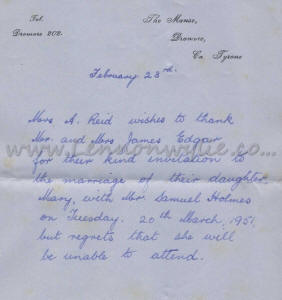 Tel.
Dromore 202.
The Manse,
Dromore,
Co. Tyrone
February 23rd.
Mrs A. Reid wishes to thank
Mr. and Mrs James Edgar
for their kind invitation to
the marriage of their daughter
Mary, with Mr. Samuel Holmes
on Tuesday. 20th March, 1951,
but regrets that she will
be unable to attend.